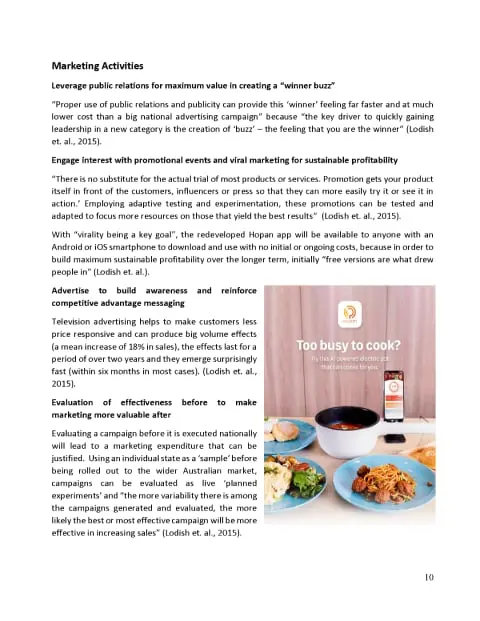 Marketing Activities
Leverage public relations for maximum value in creating a “winner buzz”
“Proper use of public relations and publicity can provide this ‘winner’ feeling far faster and at much
lower cost than a big national advertising campaign” because “the key driver to quickly gaining
leadership in a new category is the creation of ‘buzz’ – the feeling that you are the winner” (Lodish
et. al., 2015).
Engage interest with promotional events and viral marketing for sustainable profitability
“There is no substitute for the actual trial of most products or services. Promotion gets your product
itself in front of the customers, influencers or press so that they can more easily try it or see it in
action.’ Employing adaptive testing and experimentation, these promotions can be tested and
adapted to focus more resources on those that yield the best results” (Lodish et. al., 2015).
With “virality being a key goal”, the redeveloped Hopan app will be available to anyone with an
Android or iOS smartphone to download and use with no initial or ongoing costs, because in order to
build maximum sustainable profitability over the longer term, initially “free versions are what drew
people in” (Lodish et. al.).
Advertise to build awareness and reinforce
competitive advantage messaging
Television advertising helps to make customers less
price responsive and can produce big volume effects
(a mean increase of 18% in sales), the effects last for a
period of over two years and they emerge surprisingly
fast (within six months in most cases). (Lodish et. al.,
2015).
Evaluation of effectiveness before to make
marketing more valuable after
Evaluating a campaign before it is executed nationally
will lead to a marketing expenditure that can be
justified. Using an individual state as a ‘sample’ before
being rolled out to the wider Australian market,
campaigns can be evaluated as live ‘planned
experiments’ and “the more variability there is among
the campaigns generated and evaluated, the more
likely the best or most effective campaign will be more
effective in increasing sales” (Lodish et. al., 2015).
Too busy to cook?
Try this AI powered electric pot
that can cook for you
10